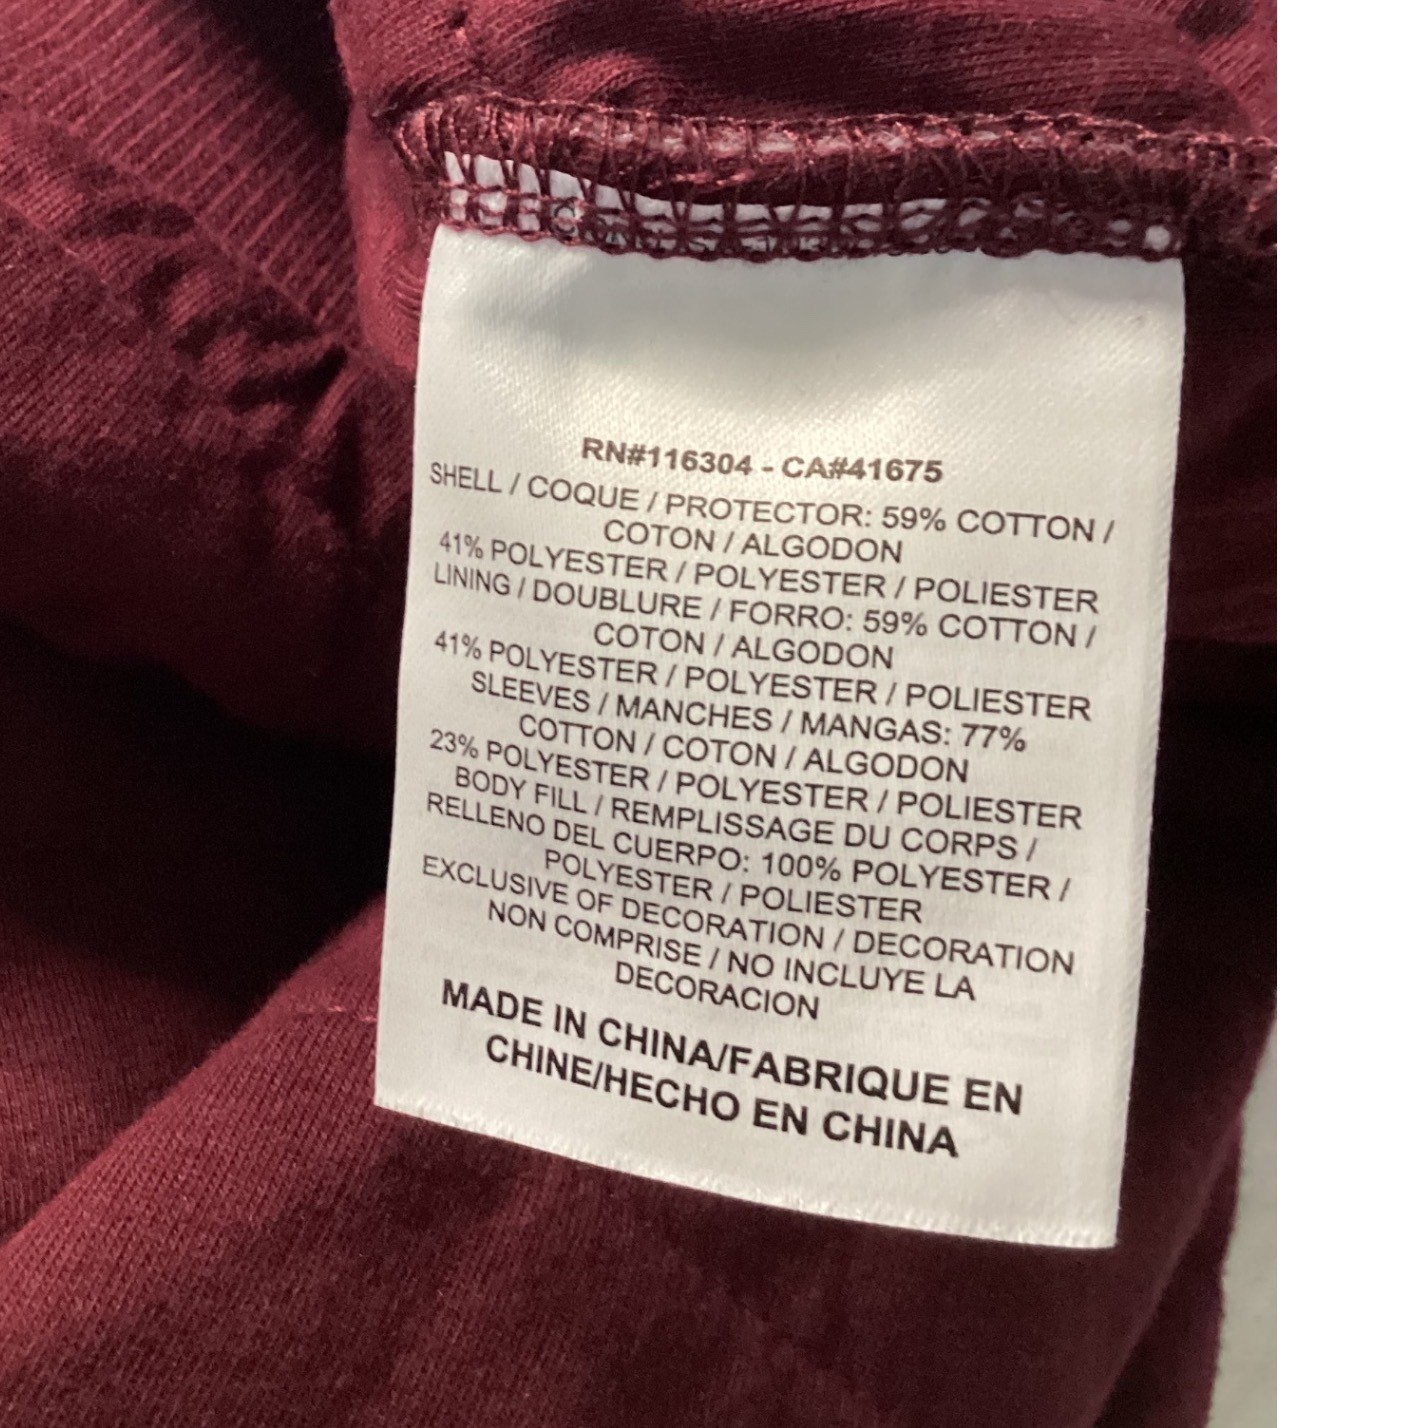 RN#116304 - CA#41675
SHELL / COQUE / PROTECTOR: 59% COTTON /
COTON / ALGODON
41% POLYESTER / POLYESTER / POLIESTER
LINING / DOUBLURE / FORRO: 59% COTTON /
COTON / ALGODON
41% POLYESTER / POLYESTER / POLIESTER
SLEEVES / MANCHES / MANGAS: 77%
COTTON / COTON / ALGODON
23% POLYESTER / POLYESTER / POLIESTER
BODY FILL / REMPLISSAGE DU CORPS /
RELLENO DEL CUERPO: 100% POLYESTER /
POLYESTER / POLIESTER
EXCLUSIVE OF DECORATION / DECORATION
NON COMPRISE / NO INCLUYE LA
DECORACION
MADE IN CHINA/FABRIQUE EN
CHINE/HECHO EN CHINA